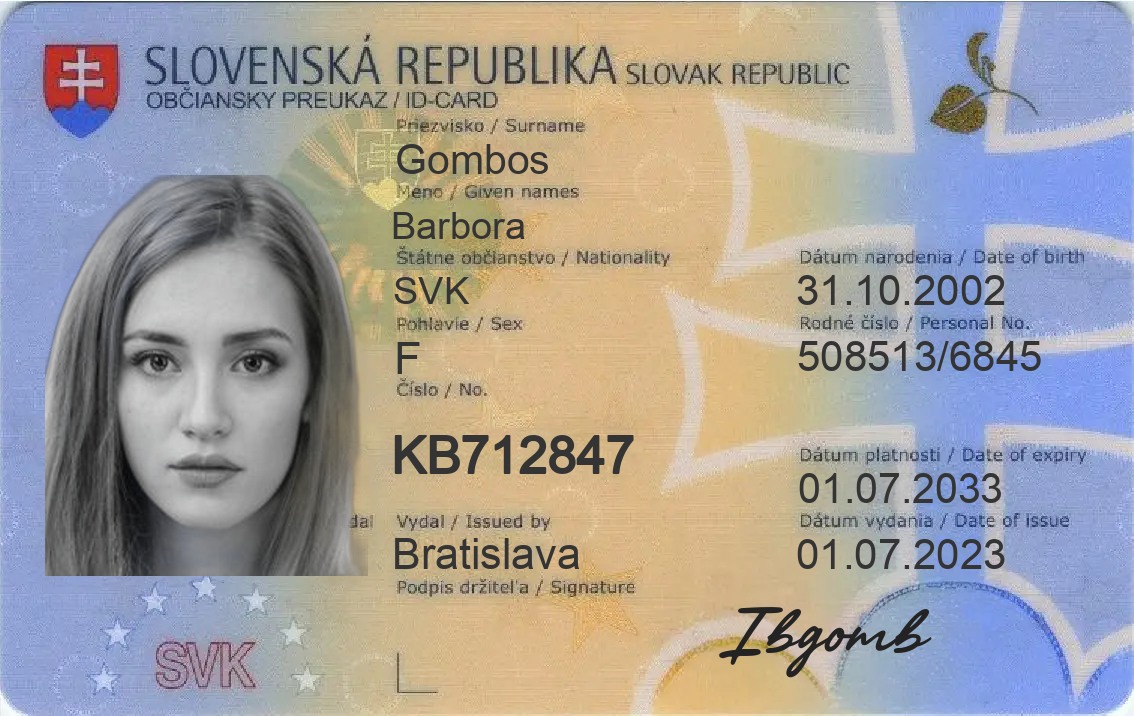 SLOVENSKÁ REPUBLIKA SLOVAK REPUBLIC
OBČIANSKY PREUKAZ / ID-CARD
Priezvisko / Surname
Gombos
Meno / Given names
Barbora
Štátne občianstvo / Nationality
SVK
Dátum narodenia / Date of birth
31.10.2002
Pohlavie / Sex
F
Rodné číslo / Personal No.
508513/6845
Číslo / No.
KB712847
Dátum platnosti / Date of expiry
01.07.2033
dal Vydal / Issued by
Bratislava
Dátum vydania / Date of issue
01.07.2023
Podpis držiteľa / Signature
Ibgomb
SVK